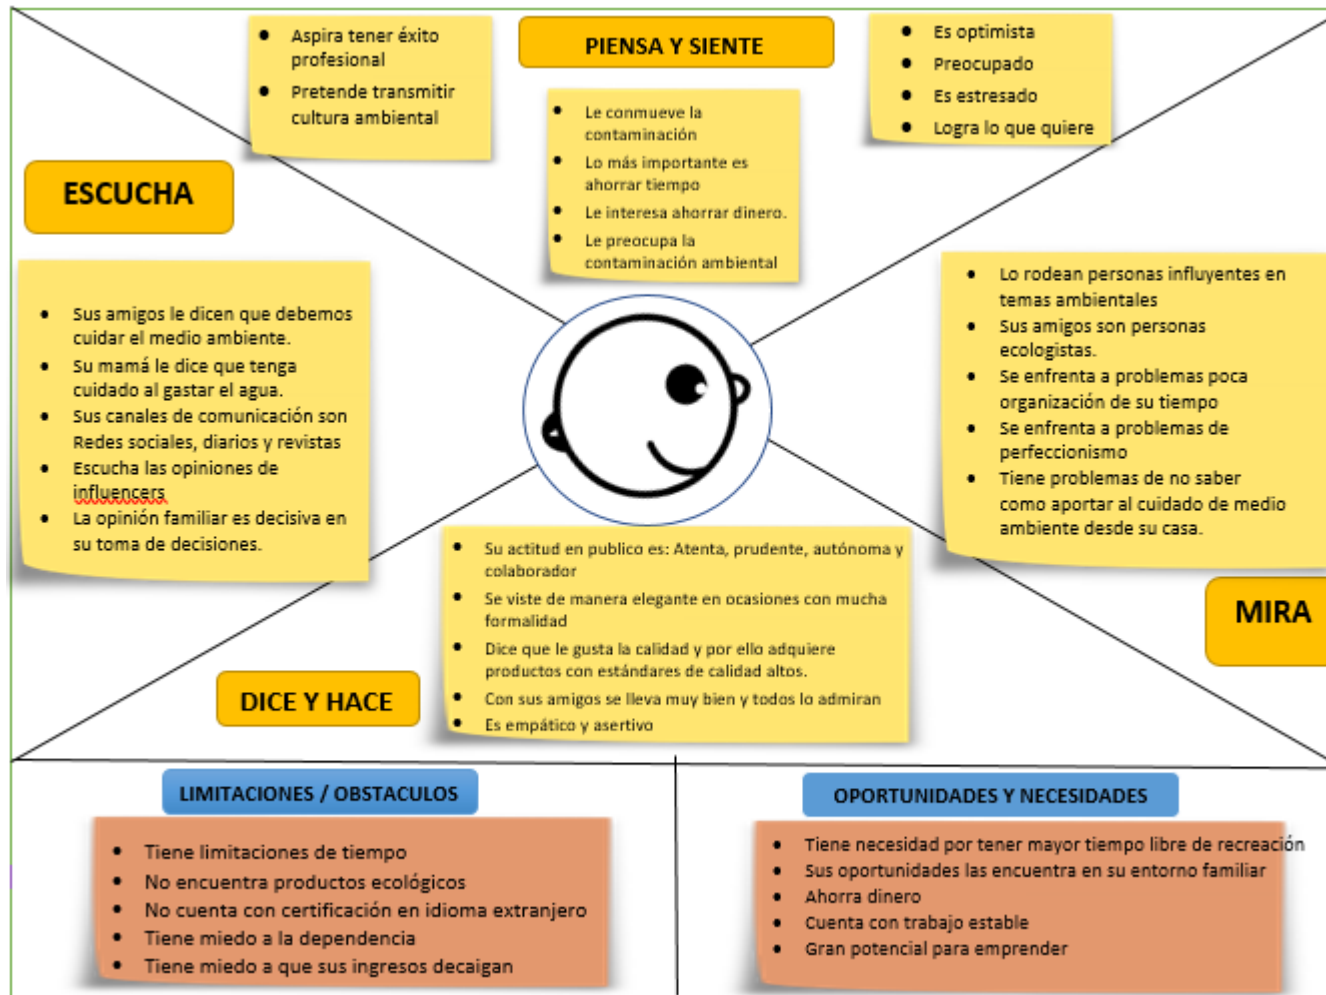 PIENSA Y SIENTE
Aspira tener éxito
profesional
Pretende transmitir
cultura ambiental
Le conmueve la
contaminación
Lo más importante es
ahorrar tiempo
Le interesa ahorrar dinero.
Le preocupa la
contaminación ambiental
Es optimista
Preocupado
Es estresado
Logra lo que quiere
ESCUCHA
Sus amigos le dicen que debemos
cuidar el medio ambiente.
Su mamá le dice que tenga
cuidado al gastar el agua.
Sus canales de comunicación son
Redes sociales, diarios y revistas
Escucha las opiniones de
influencers
La opinión familiar es decisiva en
su toma de decisiones.
Lo rodean personas influyentes en
temas ambientales
Sus amigos son personas
ecologistas.
Se enfrenta a problemas poca
organización de su tiempo
Se enfrenta a problemas de
perfeccionismo
Tiene problemas de no saber
como aportar al cuidado de medio
ambiente desde su casa.
MIRA
DICE Y HACE
Su actitud en publico es: Atenta, prudente, autónoma y
colaborador
Se viste de manera elegante en ocasiones con mucha
formalidad
Dice que le gusta la calidad y por ello adquiere
productos con estándares de calidad altos.
Con sus amigos se lleva muy bien y todos lo admiran
Es empático y asertivo
LIMITACIONES / OBSTACULOS
Tiene limitaciones de tiempo
No encuentra productos ecológicos
No cuenta con certificación en idioma extranjero
Tiene miedo a la dependencia
Tiene miedo a que sus ingresos decaigan
OPORTUNIDADES Y NECESIDADES
Tiene necesidad por tener mayor tiempo libre de recreación
Sus oportunidades las encuentra en su entorno familiar
Ahorra dinero
Cuenta con trabajo estable
Gran potencial para emprender